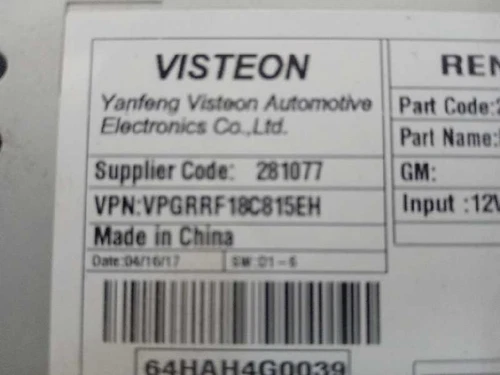 VISTEON
Yanfeng Visteon Automotive
Electronics Co.,Ltd.
Supplier Code: 281077
VPN:VPGRRF18C815EH
Made in China
Date:04/16/17 SW:01-6
64HAH4G0039
REN
Part Code:2
Part Name:
GM:
Input :12V